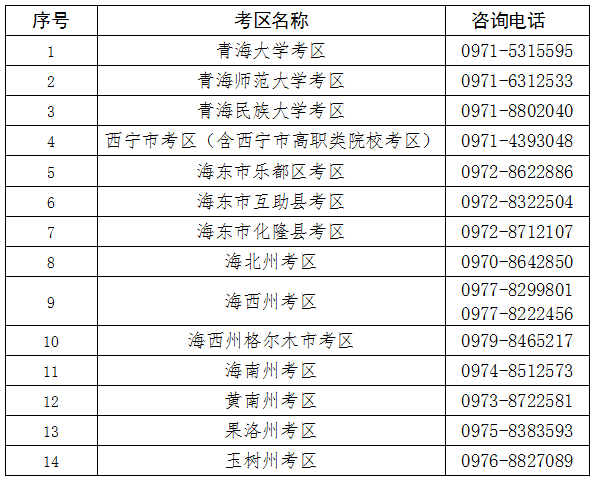 序号 考区名称 咨询电话
1 青海大学考区 0971-5315595
2 青海师范大学考区 0971-6312533
3 青海民族大学考区 0971-8802040
4 西宁市考区（含西宁市高职类院校考区） 0971-4393048
5 海东市乐都区考区 0972-8622886
6 海东市互助县考区 0972-8322504
7 海东市化隆县考区 0972-8712107
8 海北州考区 0970-8642850
9 海西州考区 0977-8299801
0977-8222456
10 海西州格尔木市考区 0979-8465217
11 海南州考区 0974-8512573
12 黄南州考区 0973-8722581
13 果洛州考区 0975-8383593
14 玉树州考区 0976-8827089